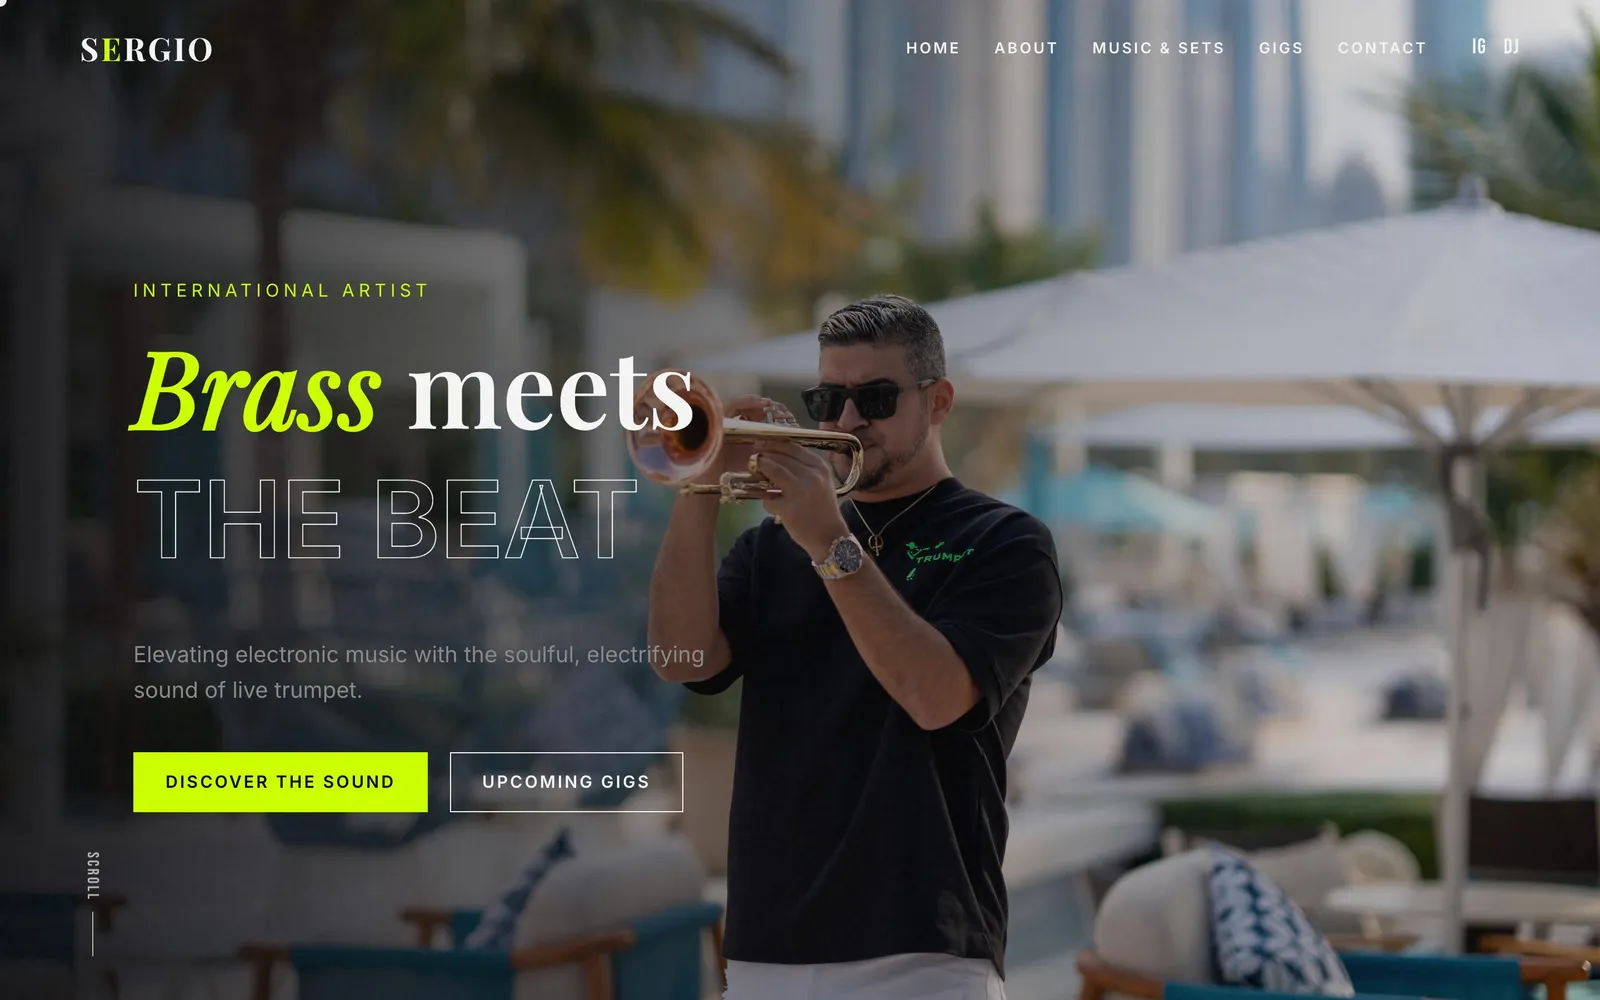 SERGIO
HOME ABOUT MUSIC & SETS GIGS CONTACT IG DJ
INTERNATIONAL ARTIST
Brass meets
THE BEAT
TRUMPET
Elevating electronic music with the soulful, electrifying
sound of live trumpet.
DISCOVER THE SOUND UPCOMING GIGS
SCROLL